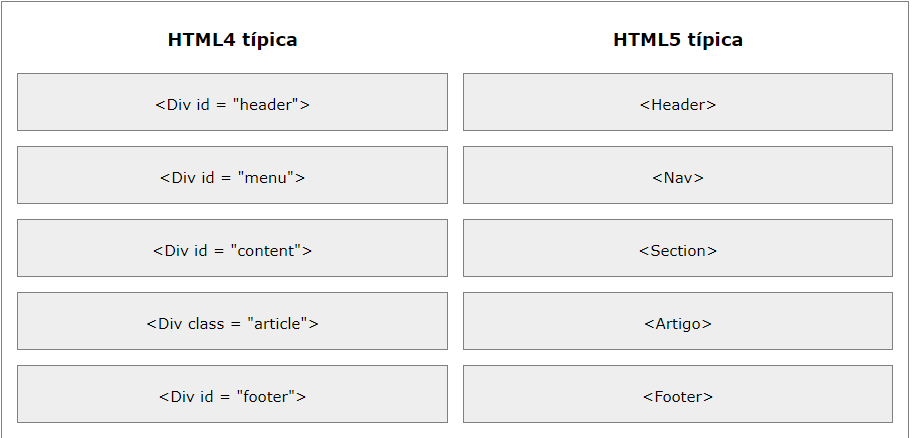 HTML4 típica HTML5 típica
<Div id = "header"> <Header>
<Div id = "menu"> <Nav>
<Div id = "content"> <Section>
<Div class = "article"> <Artigo>
<Div id = "footer"> <Footer>